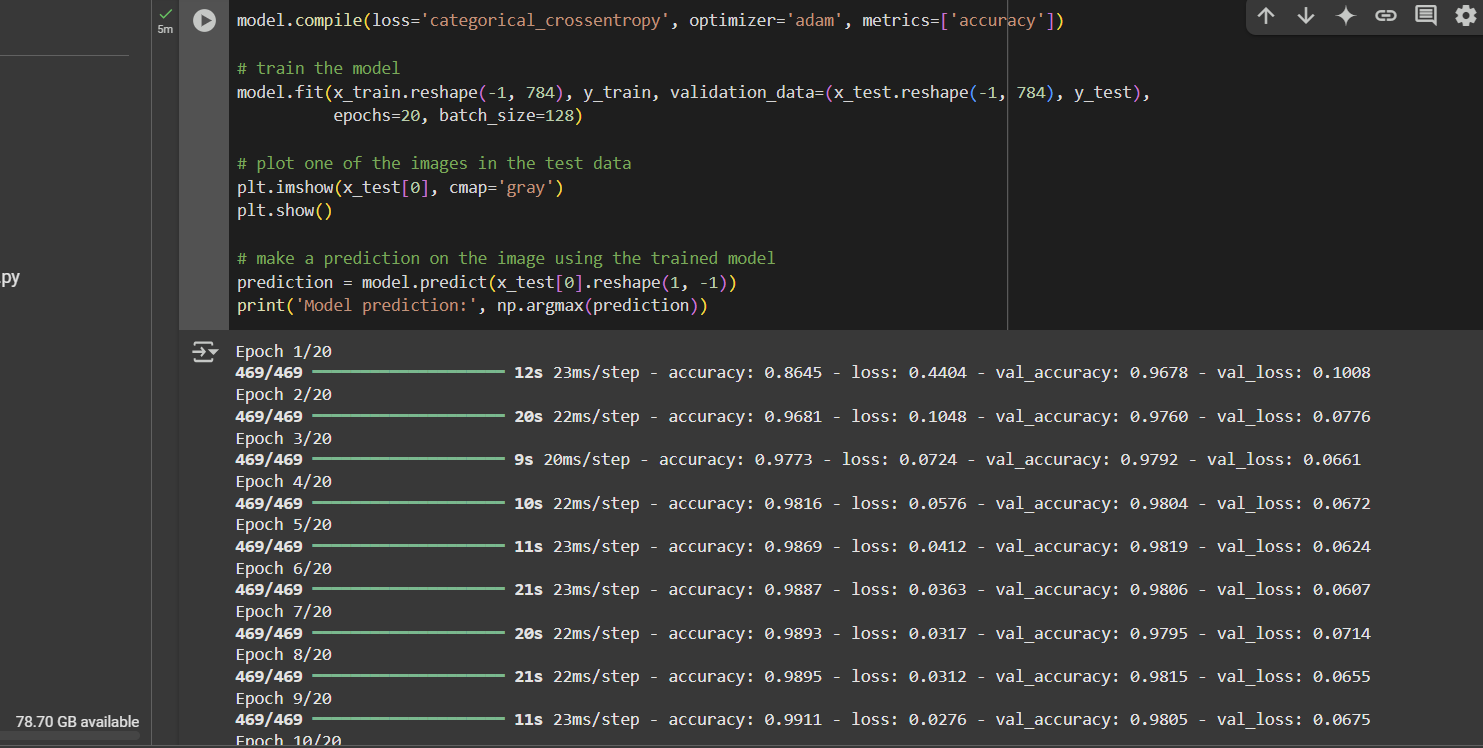 5m
model.compile(loss='categorical_crossentropy', optimizer='adam', metrics=['accuracy'])
# train the model
model.fit(x_train.reshape(-1, 784), y_train, validation_data=(x_test.reshape(-1, 784), y_test),
epochs=20, batch_size=128)
# plot one of the images in the test data
plt.imshow(x_test[0], cmap='gray')
plt.show()
# make a prediction on the image using the trained model
prediction = model.predict(x_test[0].reshape(1, -1))
print('Model prediction:', np.argmax(prediction))
.py
Epoch 1/20
469/469 12s 23ms/step - accuracy: 0.8645 - loss: 0.4404 - val_accuracy: 0.9678 - val_loss: 0.1008
Epoch 2/20
469/469 20s 22ms/step - accuracy: 0.9681 - loss: 0.1048 - val_accuracy: 0.9760 - val_loss: 0.0776
Epoch 3/20
469/469 9s 20ms/step - accuracy: 0.9773 - loss: 0.0724 - val_accuracy: 0.9792 - val_loss: 0.0661
Epoch 4/20
469/469 10s 22ms/step - accuracy: 0.9816 - loss: 0.0576 - val_accuracy: 0.9804 - val_loss: 0.0672
Epoch 5/20
469/469 11s 23ms/step - accuracy: 0.9869 - loss: 0.0412 - val_accuracy: 0.9819 - val_loss: 0.0624
Epoch 6/20
469/469 21s 23ms/step - accuracy: 0.9887 - loss: 0.0363 - val_accuracy: 0.9806 - val_loss: 0.0607
Epoch 7/20
469/469 20s 22ms/step - accuracy: 0.9893 - loss: 0.0317 - val_accuracy: 0.9795 - val_loss: 0.0714
Epoch 8/20
469/469 21s 22ms/step - accuracy: 0.9895 - loss: 0.0312 - val_accuracy: 0.9815 - val_loss: 0.0655
Epoch 9/20
469/469 11s 23ms/step - accuracy: 0.9911 - loss: 0.0276 - val_accuracy: 0.9805 - val_loss: 0.0675
Epoch 10/20
78.70 GB available